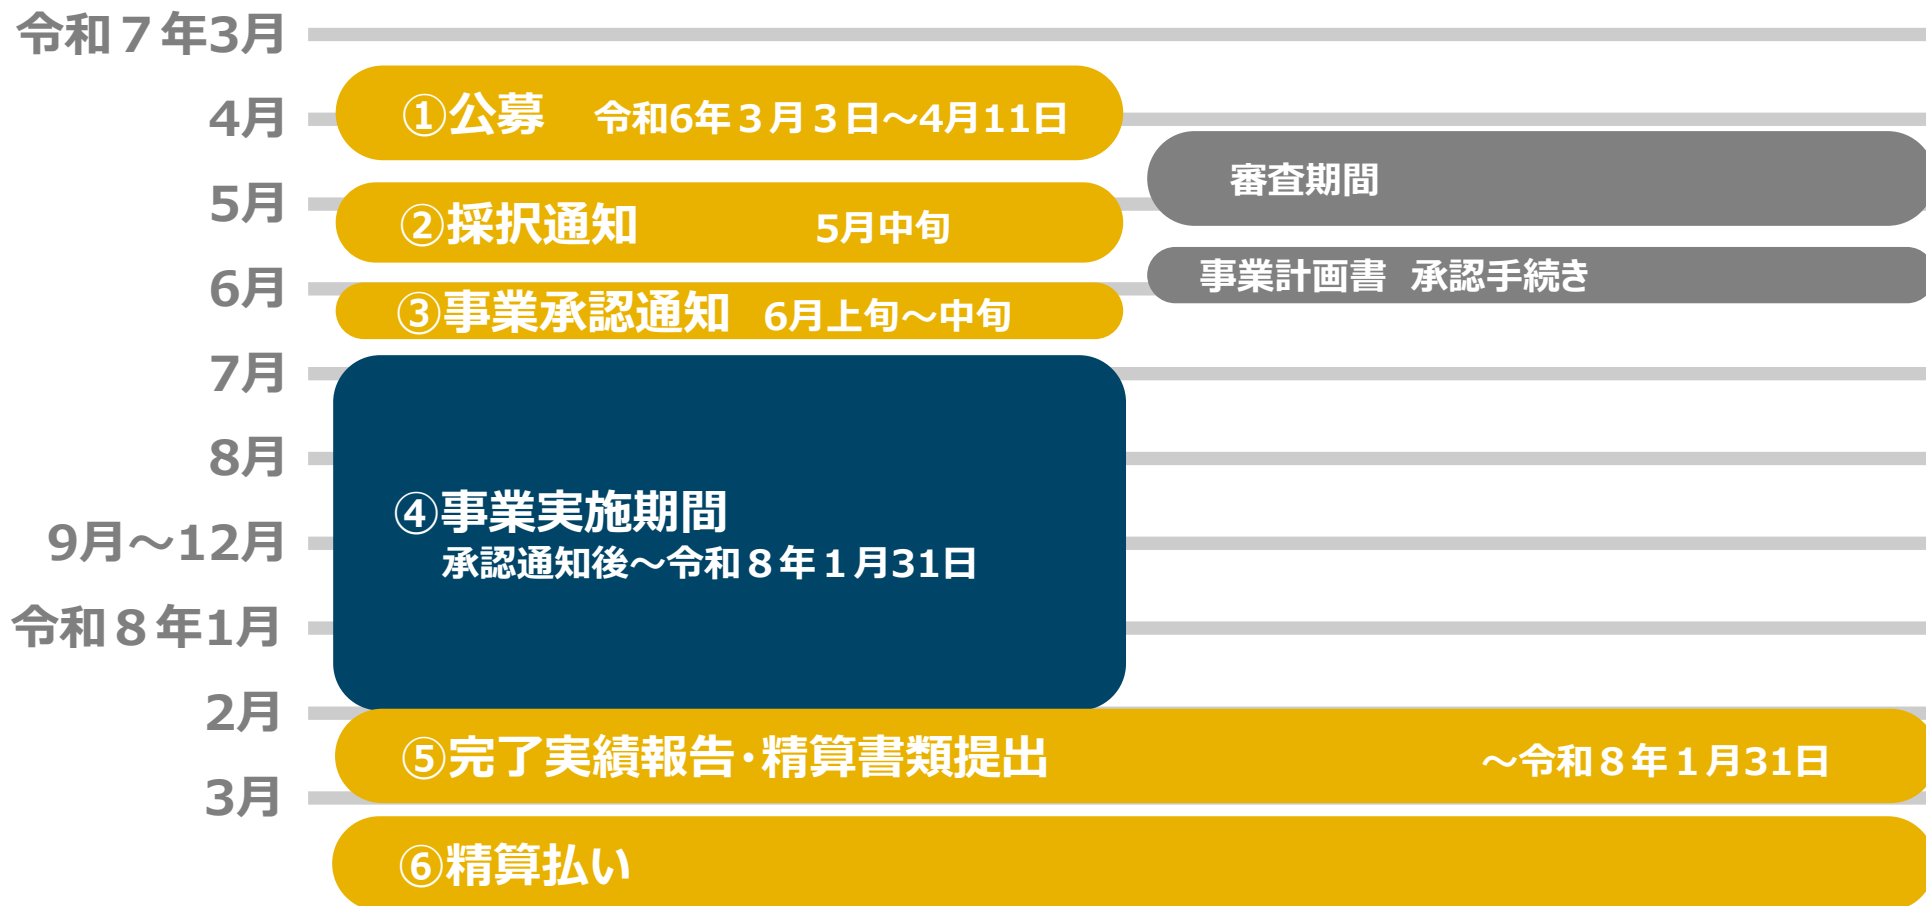 令和７年3月
4月
①公募　令和6年３月３日～4月11日
審査期間
5月
②採択通知　5月中旬
事業計画書　承認手続き
6月
③事業承認通知　6月上旬～中旬
7月
8月
④事業実施期間
9月～12月
承認通知後～令和８年１月31日
令和８年1月
2月
⑤完了実績報告・精算書類提出　～令和８年１月31日
3月
⑥精算払い